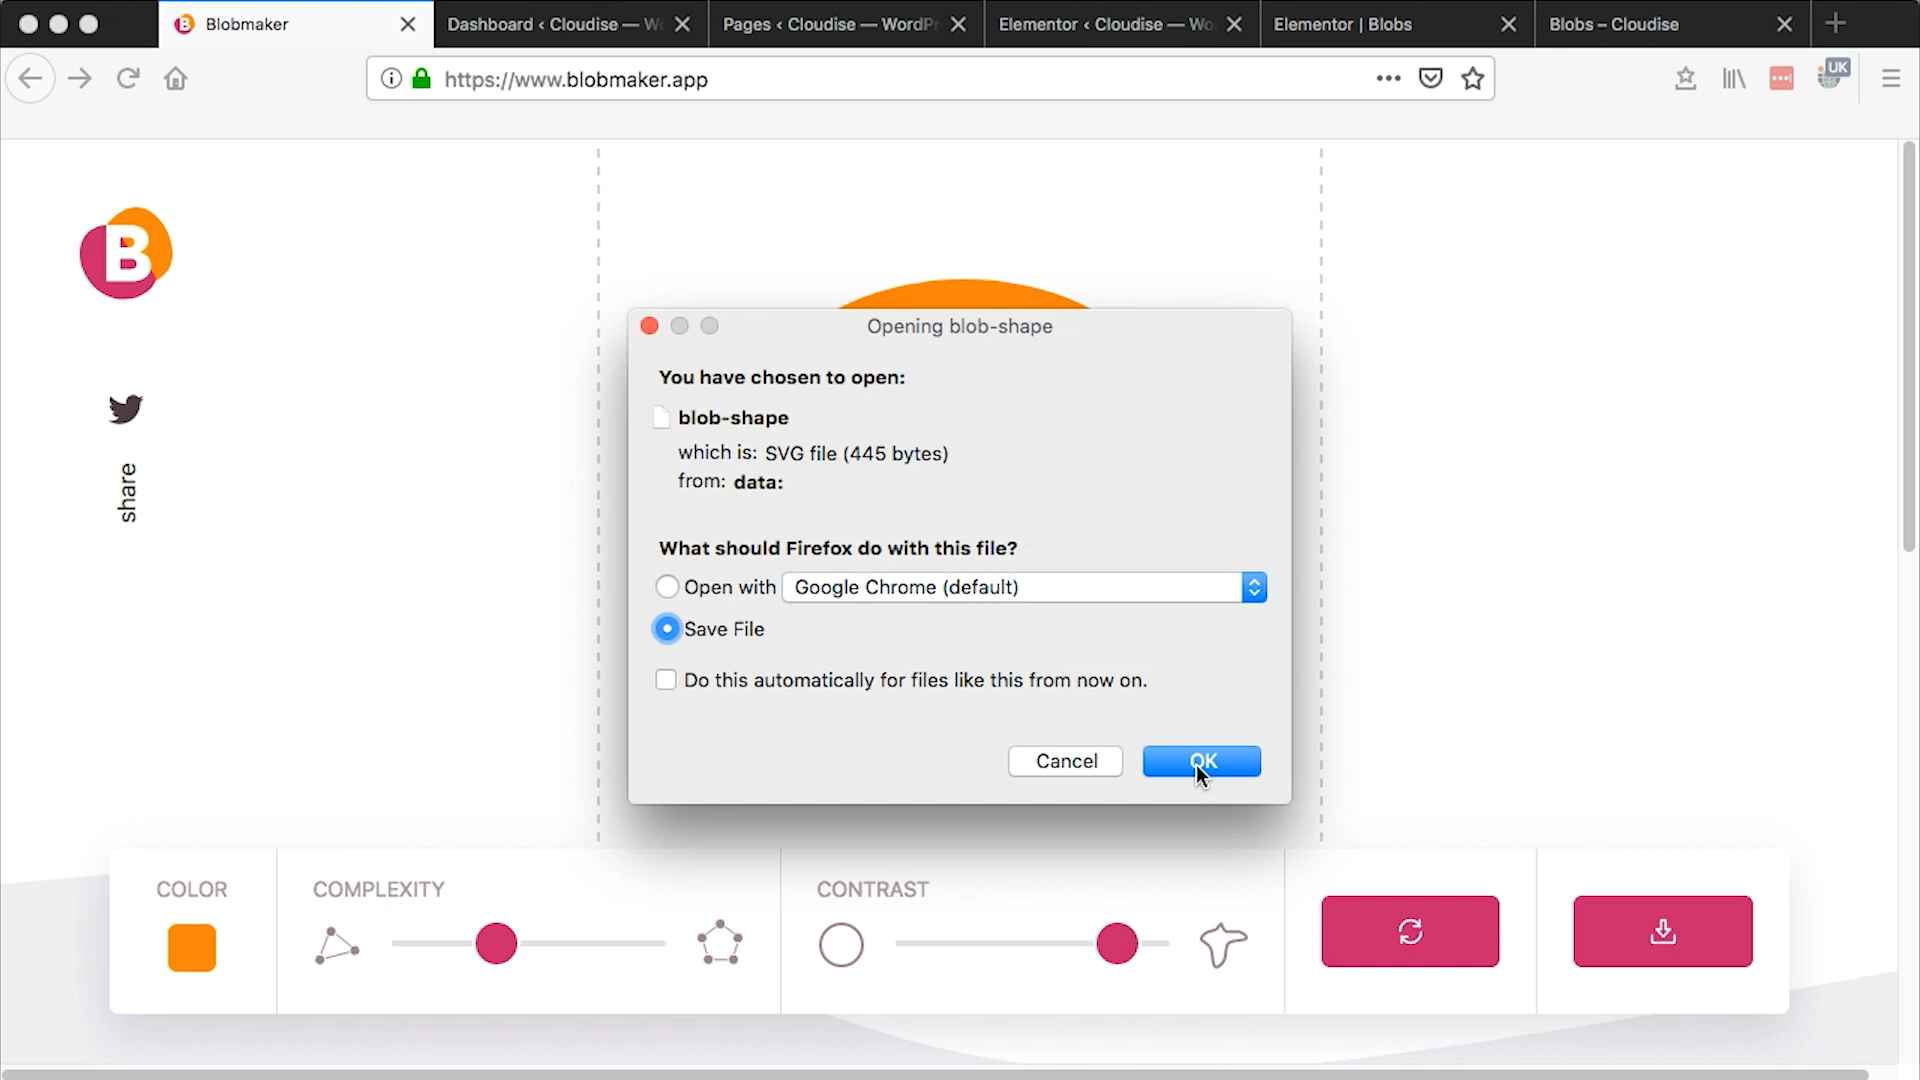 Blobmaker
Dashboard ‹ Cloudise — Wo
Pages ‹ Cloudise — WordPr
Elementor ‹ Cloudise — Wo
Elementor | Blobs
Blobs – Cloudise
https://www.blobmaker.app
UK
B
share
Opening blob-shape
You have chosen to open:
blob-shape
which is: SVG file (445 bytes)
from: data:
What should Firefox do with this file?
Open with Google Chrome (default)
Save File
Do this automatically for files like this from now on.
Cancel
OK
COLOR
COMPLEXITY
CONTRAST